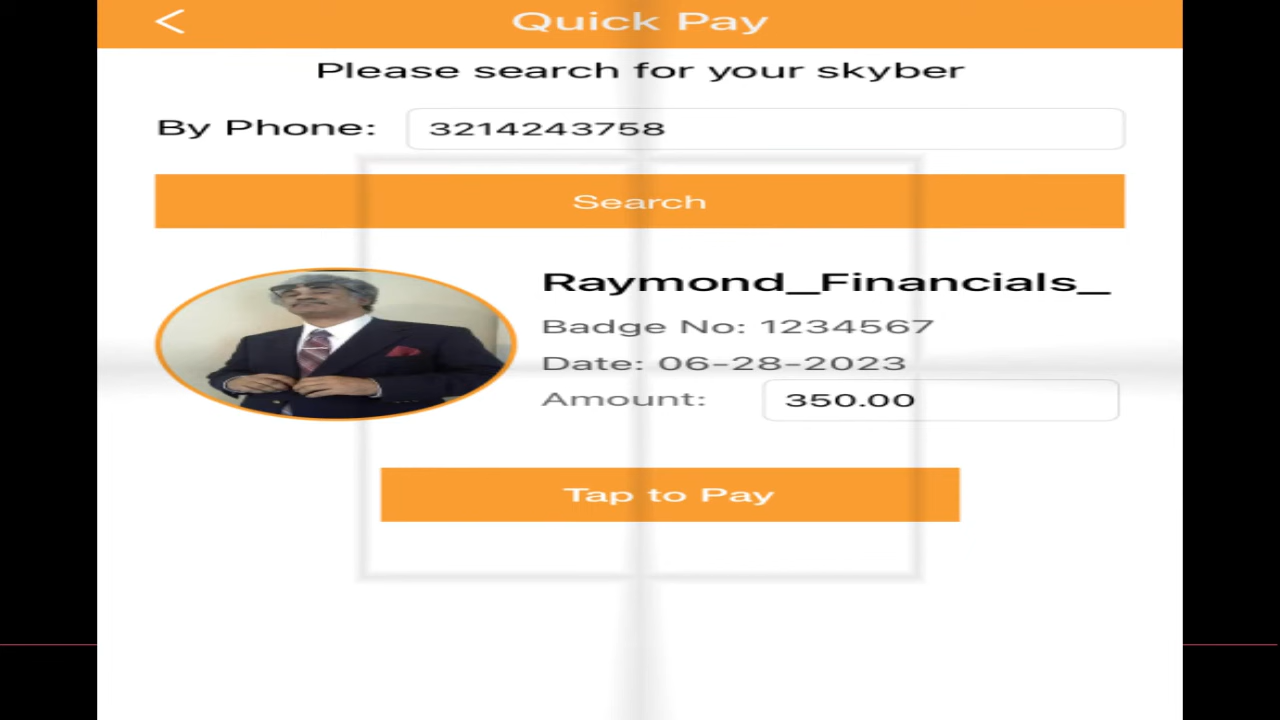 Quick Pay
Please search for your skyber
By Phone: 3214243758
Search
Raymond_Financials_
Badge No: 1234567
Date: 06-28-2023
Amount: 350.00
Tap to Pay